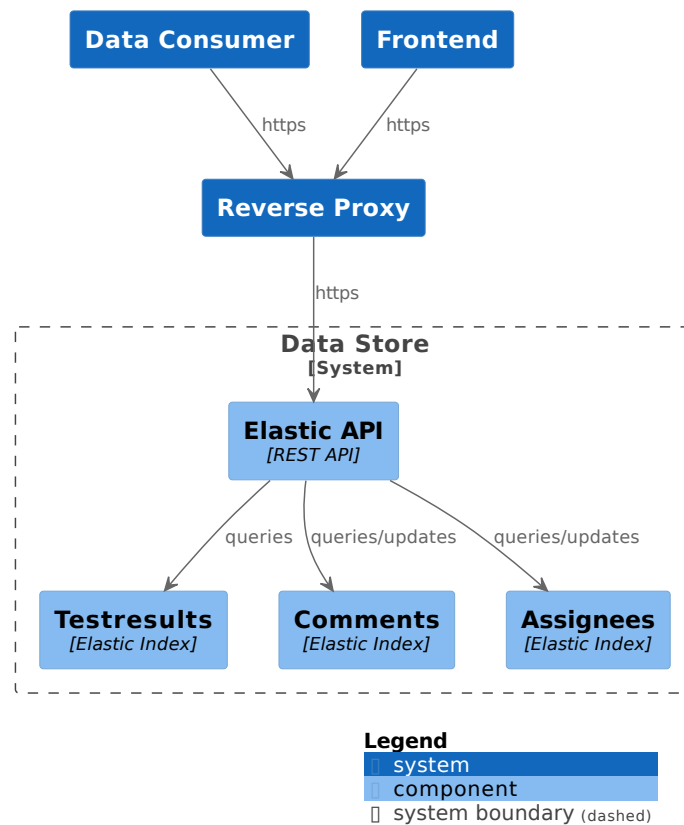 Data Consumer
Frontend
https
https
Reverse Proxy
https
Data Store
[System]
Elastic API
[REST API]
queries
queries/updates
queries/updates
Testresults
[Elastic Index]
Comments
[Elastic Index]
Assignees
[Elastic Index]
Legend
▯ system
▯ component
▯ system boundary (dashed)